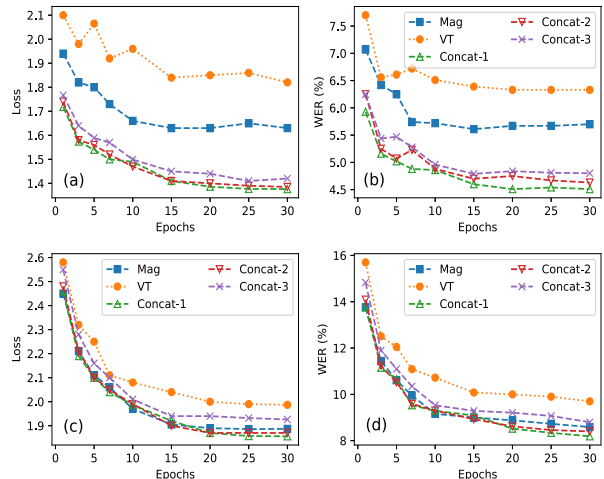 2.1
2.0
1.9
1.8
1.7
1.6
1.5
1.4
Loss
(a)
0 5 10 15 20 25 30
Epochs
7.5
7.0
6.5
6.0
5.5
5.0
4.5
WER (%)
Mag
VT
Concat-1
Concat-2
Concat-3
(b)
0 5 10 15 20 25 30
Epochs
2.6
2.5
2.4
2.3
2.2
2.1
2.0
1.9
Loss
Mag
VT
Concat-1
Concat-2
Concat-3
(c)
0 5 10 15 20 25 30
Epochs
16
14
12
10
8
WER (%)
Mag
VT
Concat-1
Concat-2
Concat-3
(d)
0 5 10 15 20 25 30
Epochs